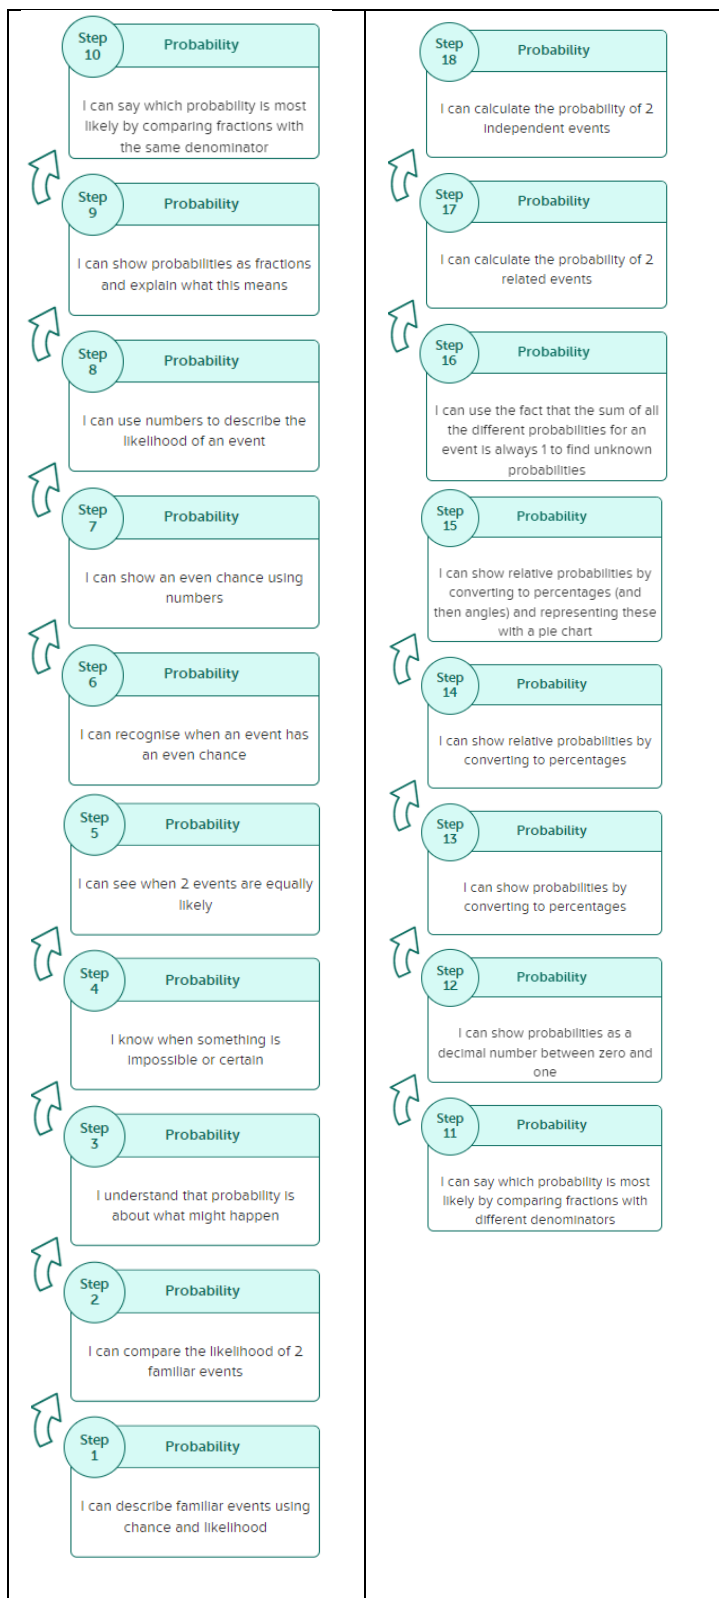 Step
10
Probability
I can say which probability is most
likely by comparing fractions with
the same denominator
Step
9
Probability
I can show probabilities as fractions
and explain what this means
Step
8
Probability
I can use numbers to describe the
likelihood of an event
Step
7
Probability
I can show an even chance using
numbers
Step
6
Probability
I can recognise when an event has
an even chance
Step
5
Probability
I can see when 2 events are equally
likely
Step
4
Probability
I know when something is
impossible or certain
Step
3
Probability
I understand that probability is
about what might happen
Step
2
Probability
I can compare the likelihood of 2
familiar events
Step
1
Probability
I can describe familiar events using
chance and likelihood
Step
18
Probability
I can calculate the probability of 2
independent events
Step
17
Probability
I can calculate the probability of 2
related events
Step
16
Probability
I can use the fact that the sum of all
the different probabilities for an
event is always 1 to find unknown
probabilities
Step
15
Probability
I can show relative probabilities by
converting to percentages (and
then angles) and representing these
with a pie chart
Step
14
Probability
I can show relative probabilities by
converting to percentages
Step
13
Probability
I can show probabilities by
converting to percentages
Step
12
Probability
I can show probabilities as a
decimal number between zero and
one
Step
11
Probability
I can say which probability is most
likely by comparing fractions with
different denominators